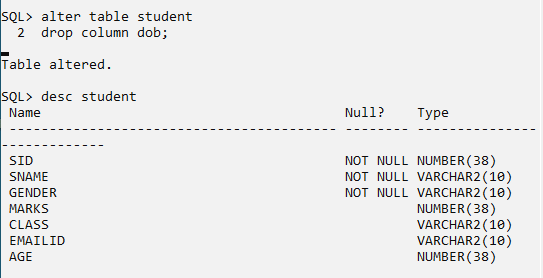 SQL> alter table student
  2  drop column dob;

Table altered.

SQL> desc student
 Name                                      Null?    Type
 ----------------------------------------- -------- ----------------------------
 SID                                       NOT NULL NUMBER(38)
 SNAME                                     NOT NULL VARCHAR2(10)
 GENDER                                    NOT NULL VARCHAR2(10)
 MARKS                                              NUMBER(38)
 CLASS                                              VARCHAR2(10)
 EMAILID                                            VARCHAR2(10)
 AGE                                                NUMBER(38)